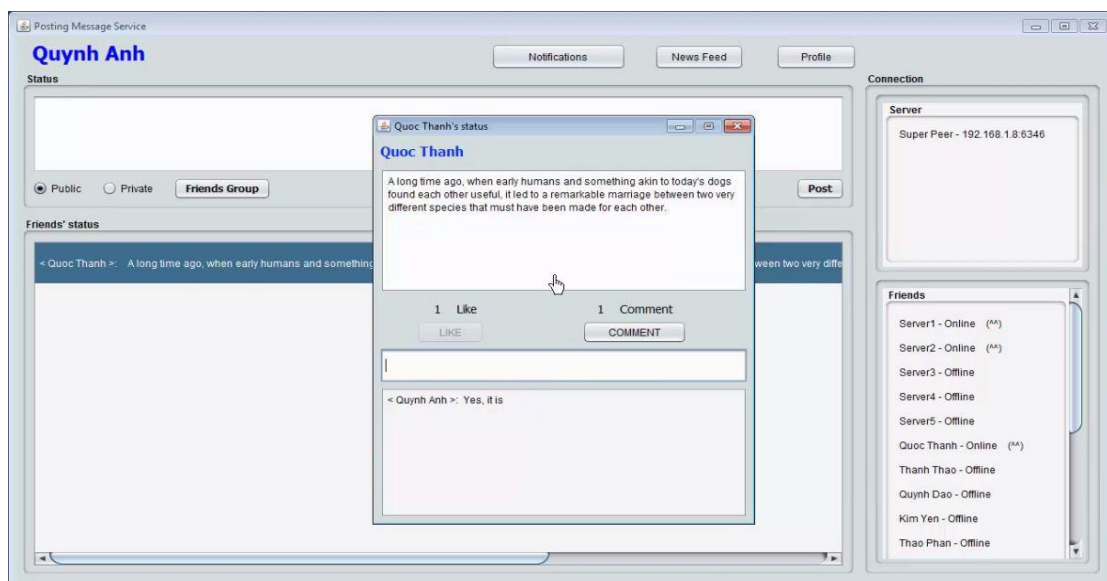 Posting Message Service
Quynh Anh
Notifications
News Feed
Profile
Status
Public
Private
Friends Group
Post
Friends' status
< Quoc Thanh >: A long time ago, when early humans and something
ween two very diffe
Quoc Thanh's status
Quoc Thanh
A long time ago, when early humans and something akin to today's dogs
found each other useful, it led to a remarkable marriage between two very
different species that must have been made for each other.
1 Like
1 Comment
LIKE
COMMENT
< Quynh Anh >: Yes, it is
Connection
Server
Super Peer - 192.168.1.8:6346
Friends
Server1 - Online (^^)
Server2 - Online (^^)
Server3 - Offline
Server4 - Offline
Server5 - Offline
Quoc Thanh - Online (^^)
Thanh Thao - Offline
Quynh Dao - Offline
Kim Yen - Offline
Thao Phan - Offline